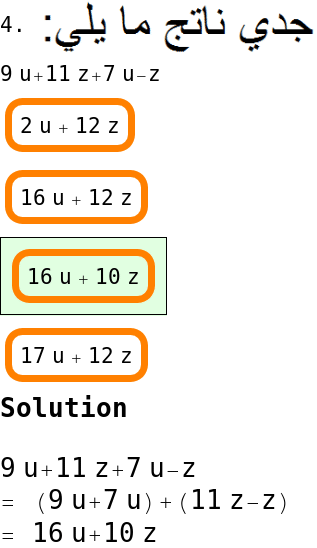 4. جدي ناتج ما يلي:
9 u+11 z+7 u−z
2 u + 12 z
16 u + 12 z
16 u + 10 z
17 u + 12 z
Solution
9 u+11 z+7 u−z
= (9 u+7 u)+(11 z−z)
= 16 u+10 z